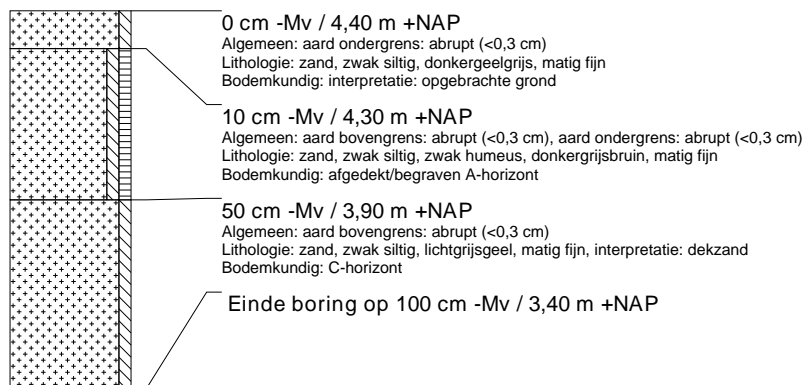 0 cm -Mv / 4,40 m +NAP
Algemeen: aard ondergrens: abrupt (<0,3 cm)
Lithologie: zand, zwak siltig, donkergeelgrijs, matig fijn
Bodemkundig: interpretatie: opgebrachte grond
10 cm -Mv / 4,30 m +NAP
Algemeen: aard bovengrens: abrupt (<0,3 cm), aard ondergrens: abrupt (<0,3 cm)
Lithologie: zand, zwak siltig, zwak humeus, donkergrijsbruin, matig fijn
Bodemkundig: afgedekt/begraven A-horizont
50 cm -Mv / 3,90 m +NAP
Algemeen: aard bovengrens: abrupt (<0,3 cm)
Lithologie: zand, zwak siltig, lichtgrijsgeel, matig fijn, interpretatie: dekzand
Bodemkundig: C-horizont
Einde boring op 100 cm -Mv / 3,40 m +NAP